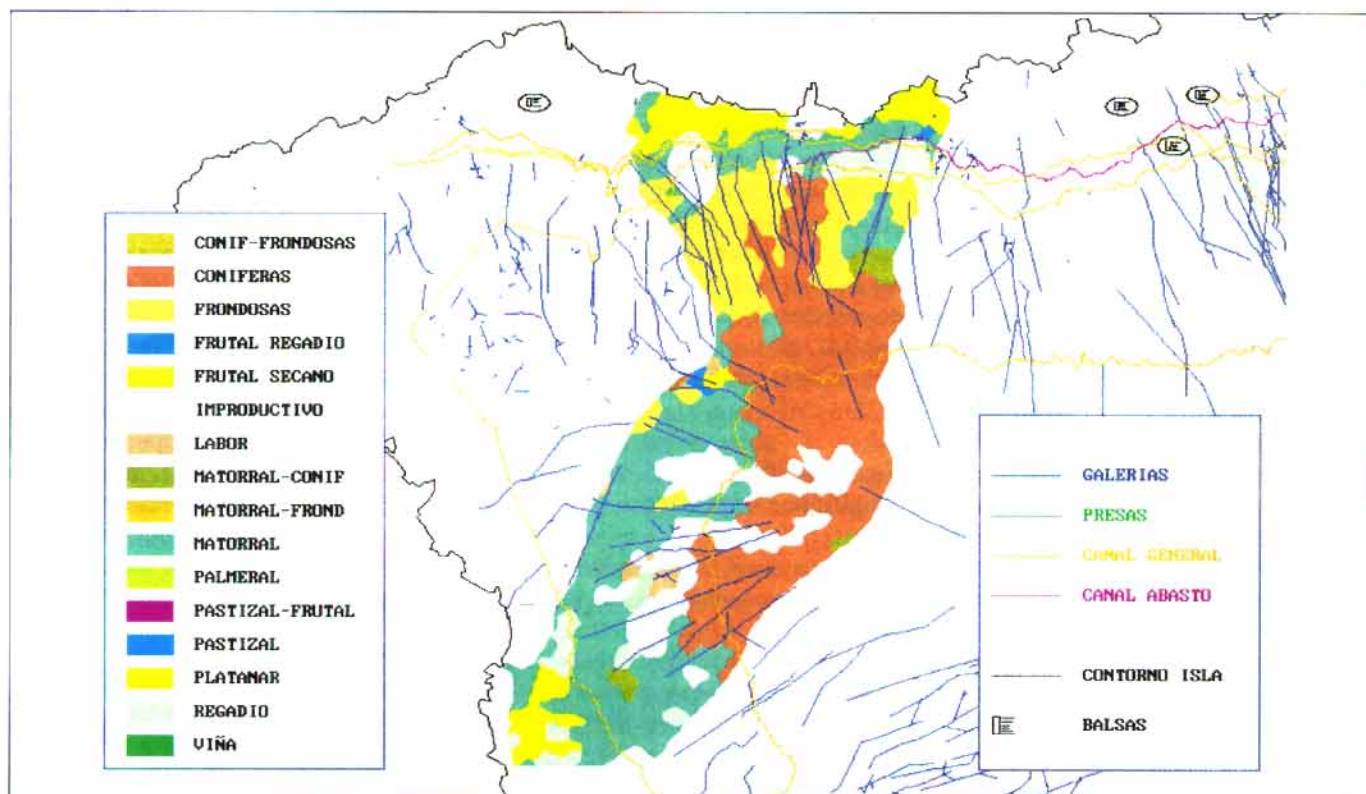 CONIF-FRONDOSAS
CONIFERAS
FRONDOSAS
FRUTAL REGADIO
FRUTAL SECANO
IMPRODUCTIVO
LABOR
MATORRAL-CONIF
MATORRAL-FROND
MATORRAL
PALMERAL
PASTIZAL-FRUTAL
PASTIZAL
PLATANAR
REGADIO
VIÑA
GALERIAS
PRESAS
CANAL GENERAL
CANAL ABASTO
CONTORNO ISLA
BALSAS